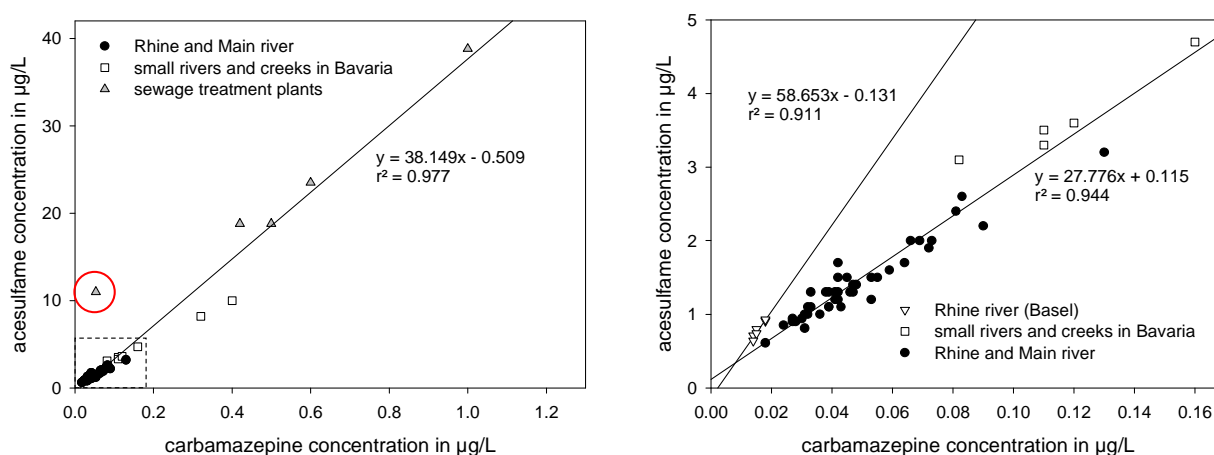 acesulfame concentration in µg/L
40
30
20
10
0
Rhine and Main river
small rivers and creeks in Bavaria
sewage treatment plants
y = 38.149x - 0.509
r² = 0.977
0.0 0.2 0.4 0.6 0.8 1.0 1.2
carbamazepine concentration in µg/L
acesulfame concentration in µg/L
5
4
3
2
1
0
y = 58.653x - 0.131
r² = 0.911
y = 27.776x + 0.115
r² = 0.944
Rhine river (Basel)
small rivers and creeks in Bavaria
Rhine and Main river
0.00 0.02 0.04 0.06 0.08 0.10 0.12 0.14 0.16
carbamazepine concentration in µg/L